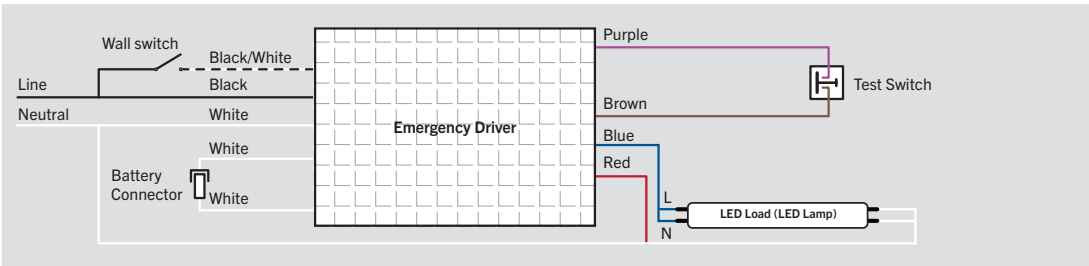 Wall switch
Black/White
Line
Black
Neutral
White
White
Battery
Connector
White
Emergency Driver
Purple
Test Switch
Brown
Blue
Red
L
LED Load (LED Lamp)
N